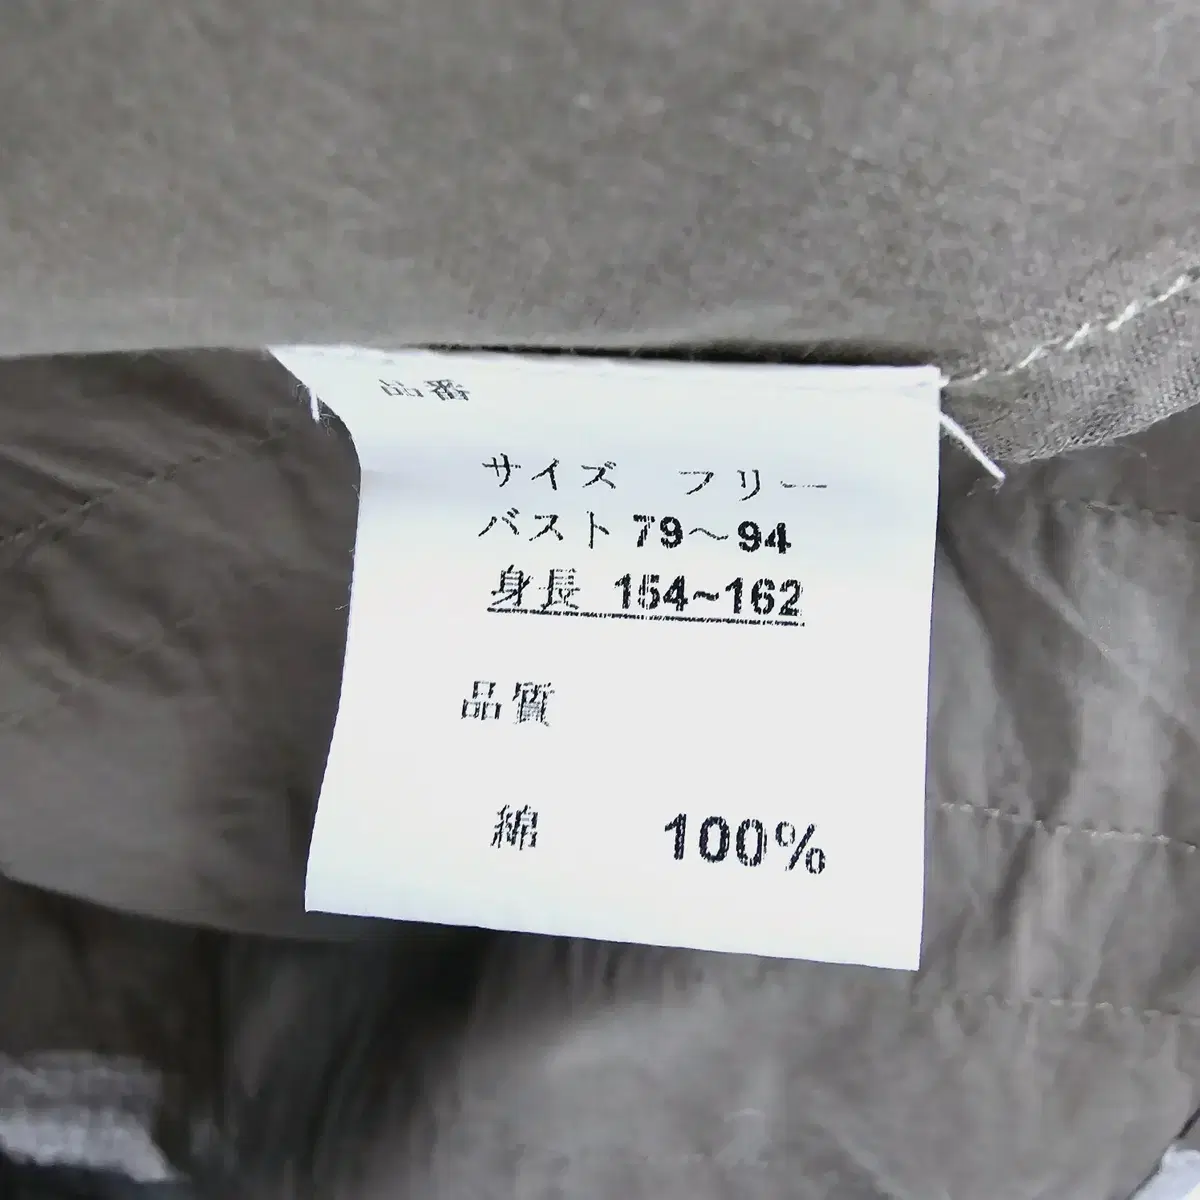 品番
サイズ　フリー
バスト 79～94
身長 154~162
品質
綿　100%